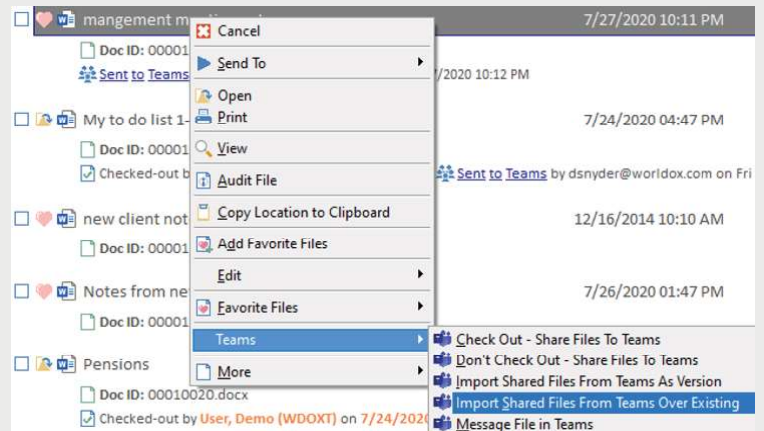 mangement m 7/27/2020 10:11 PM
Cancel
Doc ID: 00001
Send To
Sent to Teams /2020 10:12 PM
Open
My to do list 1- Print 7/24/2020 04:47 PM
Doc ID: 00001 View
Checked-out b Audit File Sent to Teams by dsnyder@worldox.com on Fri
new client not Copy Location to Clipboard 12/16/2014 10:10 AM
Doc ID: 00001 Add Favorite Files
Edit
Notes from ne Favorite Files 7/26/2020 01:47 PM
Doc ID: 00001
Teams Check Out - Share Files To Teams
Pensions Don't Check Out - Share Files To Teams
More Import Shared Files From Teams As Version
Doc ID: 00010020.docx Import Shared Files From Teams Over Existing
Checked-out by User, Demo (WDOXT) on 7/24/202 Message File in Teams